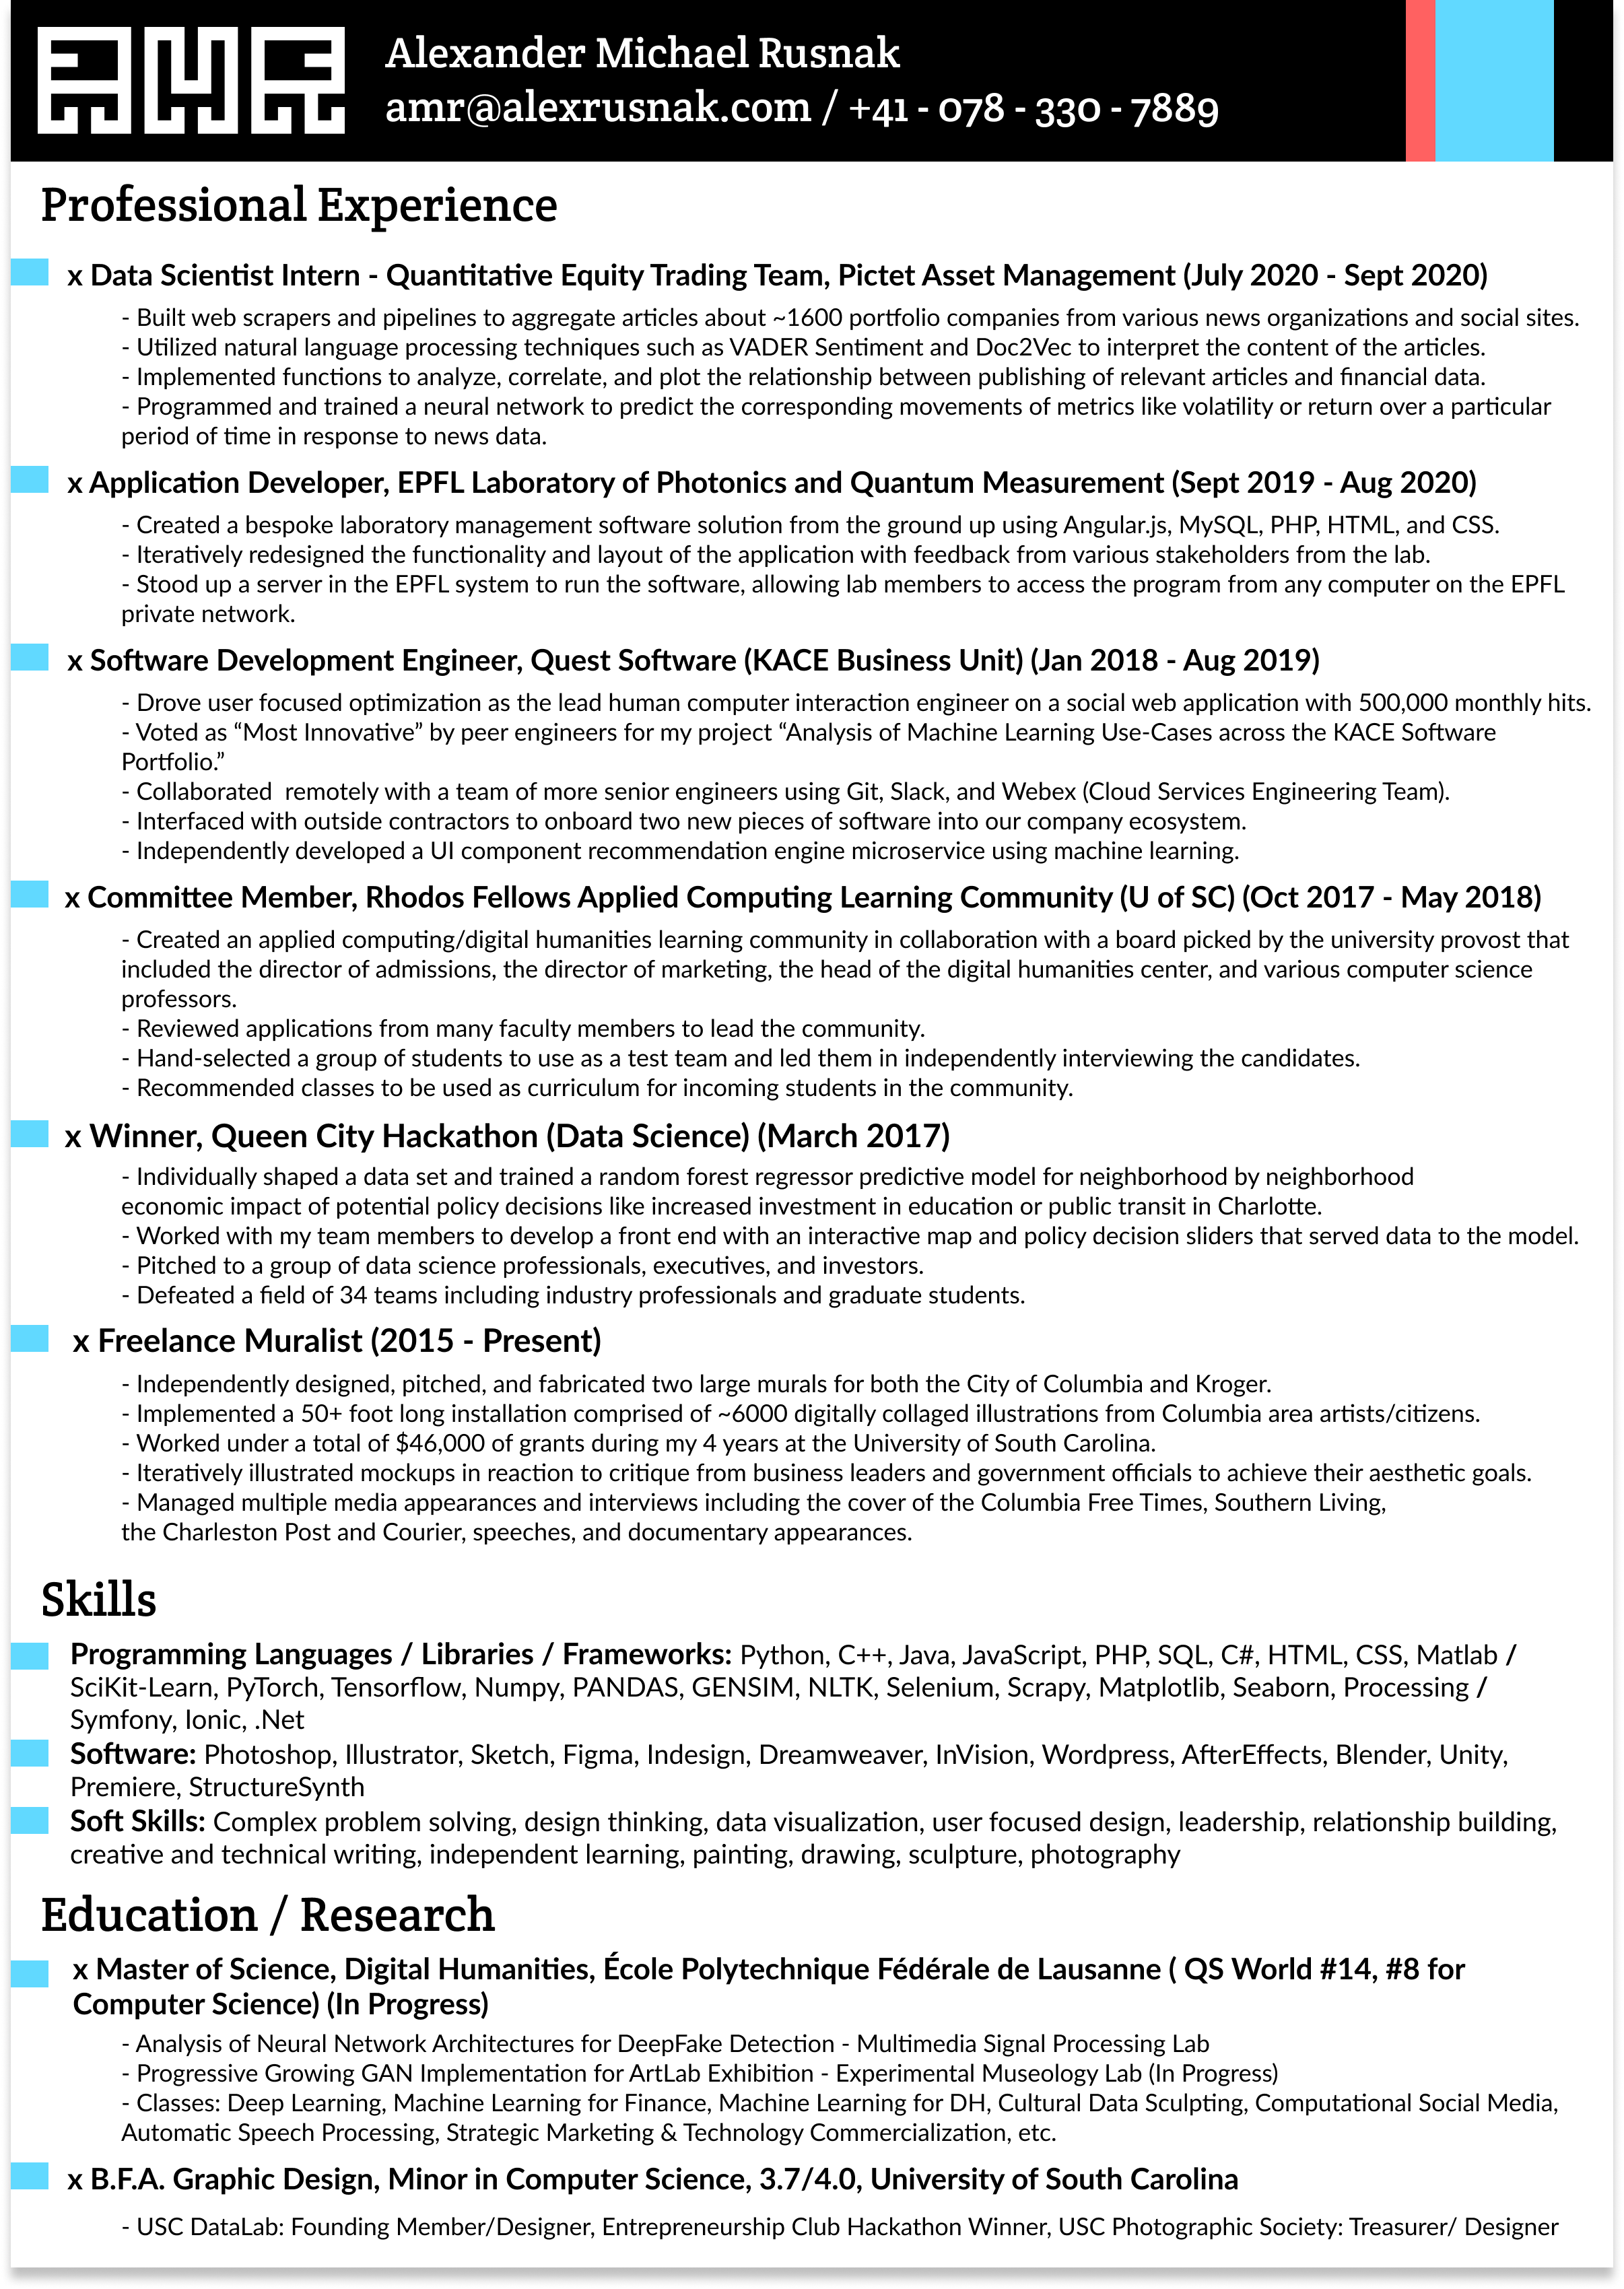 AMR
Alexander Michael Rusnak
amr@alexrusnak.com / +41 - 078 - 330 - 7889
Professional Experience
x Data Scientist Intern - Quantitative Equity Trading Team, Pictet Asset Management (July 2020 - Sept 2020)
- Built web scrapers and pipelines to aggregate articles about ~1600 portfolio companies from various news organizations and social sites.
- Utilized natural language processing techniques such as VADER Sentiment and Doc2Vec to interpret the content of the articles.
- Implemented functions to analyze, correlate, and plot the relationship between publishing of relevant articles and financial data.
- Programmed and trained a neural network to predict the corresponding movements of metrics like volatility or return over a particular
period of time in response to news data.
x Application Developer, EPFL Laboratory of Photonics and Quantum Measurement (Sept 2019 - Aug 2020)
- Created a bespoke laboratory management software solution from the ground up using Angular.js, MySQL, PHP, HTML, and CSS.
- Iteratively redesigned the functionality and layout of the application with feedback from various stakeholders from the lab.
- Stood up a server in the EPFL system to run the software, allowing lab members to access the program from any computer on the EPFL
private network.
x Software Development Engineer, Quest Software (KACE Business Unit) (Jan 2018 - Aug 2019)
- Drove user focused optimization as the lead human computer interaction engineer on a social web application with 500,000 monthly hits.
- Voted as “Most Innovative” by peer engineers for my project “Analysis of Machine Learning Use-Cases across the KACE Software
Portfolio.”
- Collaborated  remotely with a team of more senior engineers using Git, Slack, and Webex (Cloud Services Engineering Team).
- Interfaced with outside contractors to onboard two new pieces of software into our company ecosystem.
- Independently developed a UI component recommendation engine microservice using machine learning.
x Committee Member, Rhodos Fellows Applied Computing Learning Community (U of SC) (Oct 2017 - May 2018)
- Created an applied computing/digital humanities learning community in collaboration with a board picked by the university provost that
included the director of admissions, the director of marketing, the head of the digital humanities center, and various computer science
professors.
- Reviewed applications from many faculty members to lead the community.
- Hand-selected a group of students to use as a test team and led them in independently interviewing the candidates.
- Recommended classes to be used as curriculum for incoming students in the community.
x Winner, Queen City Hackathon (Data Science) (March 2017)
- Individually shaped a data set and trained a random forest regressor predictive model for neighborhood by neighborhood
economic impact of potential policy decisions like increased investment in education or public transit in Charlotte.
- Worked with my team members to develop a front end with an interactive map and policy decision sliders that served data to the model.
- Pitched to a group of data science professionals, executives, and investors.
- Defeated a field of 34 teams including industry professionals and graduate students.
x Freelance Muralist (2015 - Present)
- Independently designed, pitched, and fabricated two large murals for both the City of Columbia and Kroger.
- Implemented a 50+ foot long installation comprised of ~6000 digitally collaged illustrations from Columbia area artists/citizens.
- Worked under a total of $46,000 of grants during my 4 years at the University of South Carolina.
- Iteratively illustrated mockups in reaction to critique from business leaders and government officials to achieve their aesthetic goals.
- Managed multiple media appearances and interviews including the cover of the Columbia Free Times, Southern Living,
the Charleston Post and Courier, speeches, and documentary appearances.
Skills
Programming Languages / Libraries / Frameworks: Python, C++, Java, JavaScript, PHP, SQL, C#, HTML, CSS, Matlab /
SciKit-Learn, PyTorch, Tensorflow, Numpy, PANDAS, GENSIM, NLTK, Selenium, Scrapy, Matplotlib, Seaborn, Processing /
Symfony, Ionic, .Net
Software: Photoshop, Illustrator, Sketch, Figma, Indesign, Dreamweaver, InVision, Wordpress, AfterEffects, Blender, Unity,
Premiere, StructureSynth
Soft Skills: Complex problem solving, design thinking, data visualization, user focused design, leadership, relationship building,
creative and technical writing, independent learning, painting, drawing, sculpture, photography
Education / Research
x Master of Science, Digital Humanities, École Polytechnique Fédérale de Lausanne ( QS World #14, #8 for
Computer Science) (In Progress)
- Analysis of Neural Network Architectures for DeepFake Detection - Multimedia Signal Processing Lab
- Progressive Growing GAN Implementation for ArtLab Exhibition - Experimental Museology Lab (In Progress)
- Classes: Deep Learning, Machine Learning for Finance, Machine Learning for DH, Cultural Data Sculpting, Computational Social Media,
Automatic Speech Processing, Strategic Marketing & Technology Commercialization, etc.
x B.F.A. Graphic Design, Minor in Computer Science, 3.7/4.0, University of South Carolina
- USC DataLab: Founding Member/Designer, Entrepreneurship Club Hackathon Winner, USC Photographic Society: Treasurer/ Designer